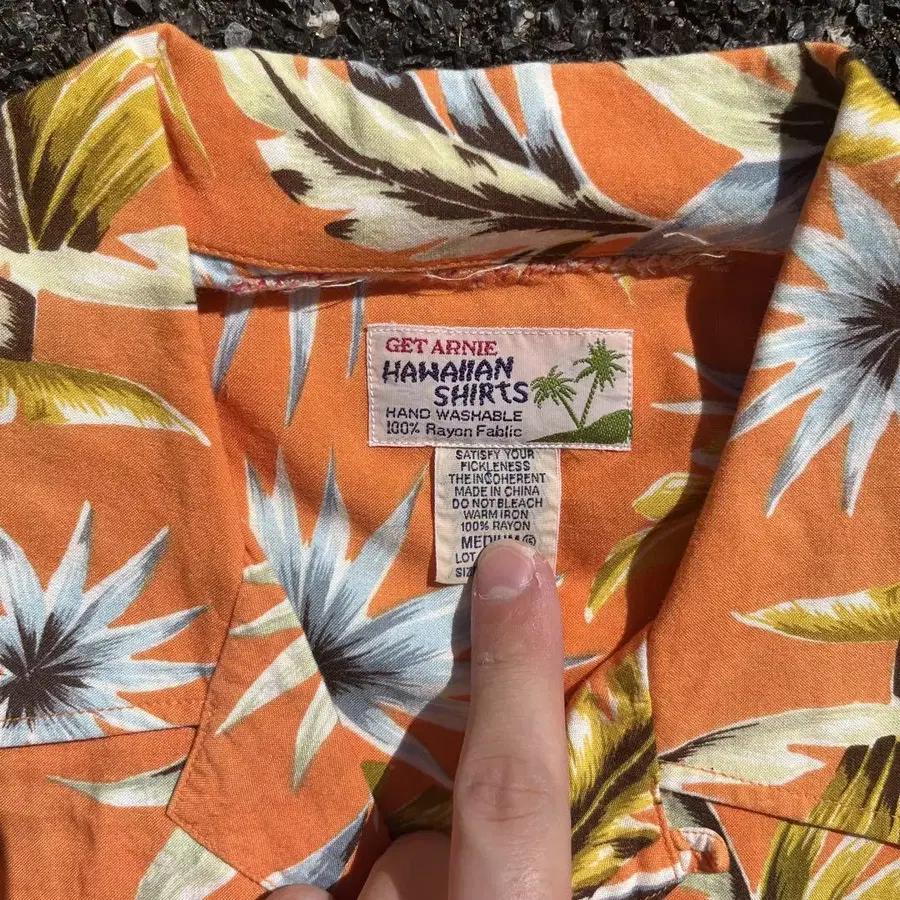 GET ARNIE
HAWAIIAN
SHIRTS
HAND WASHABLE
100% Rayon Fablic
SATISFY YOUR
FICKLENESS
THE INCOHERENT
MADE IN CHINA
DO NOT BLEACH
WARM IRON
100% RAYON
MEDIUM
LOT